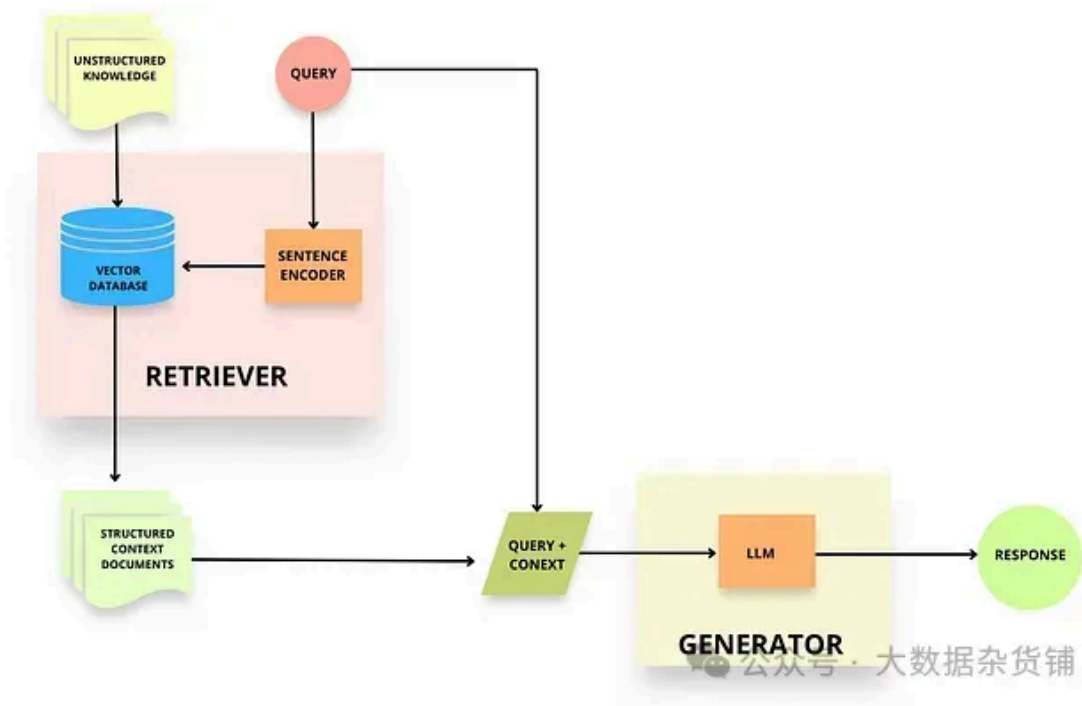 UNSTRUCTURED
KNOWLEDGE
QUERY
VECTOR
DATABASE
SENTENCE
ENCODER
RETRIEVER
STRUCTURED
CONTEXT
DOCUMENTS
QUERY +
CONEXT
LLM
RESPONSE
GENERATOR
公众号 · 大数据杂货铺